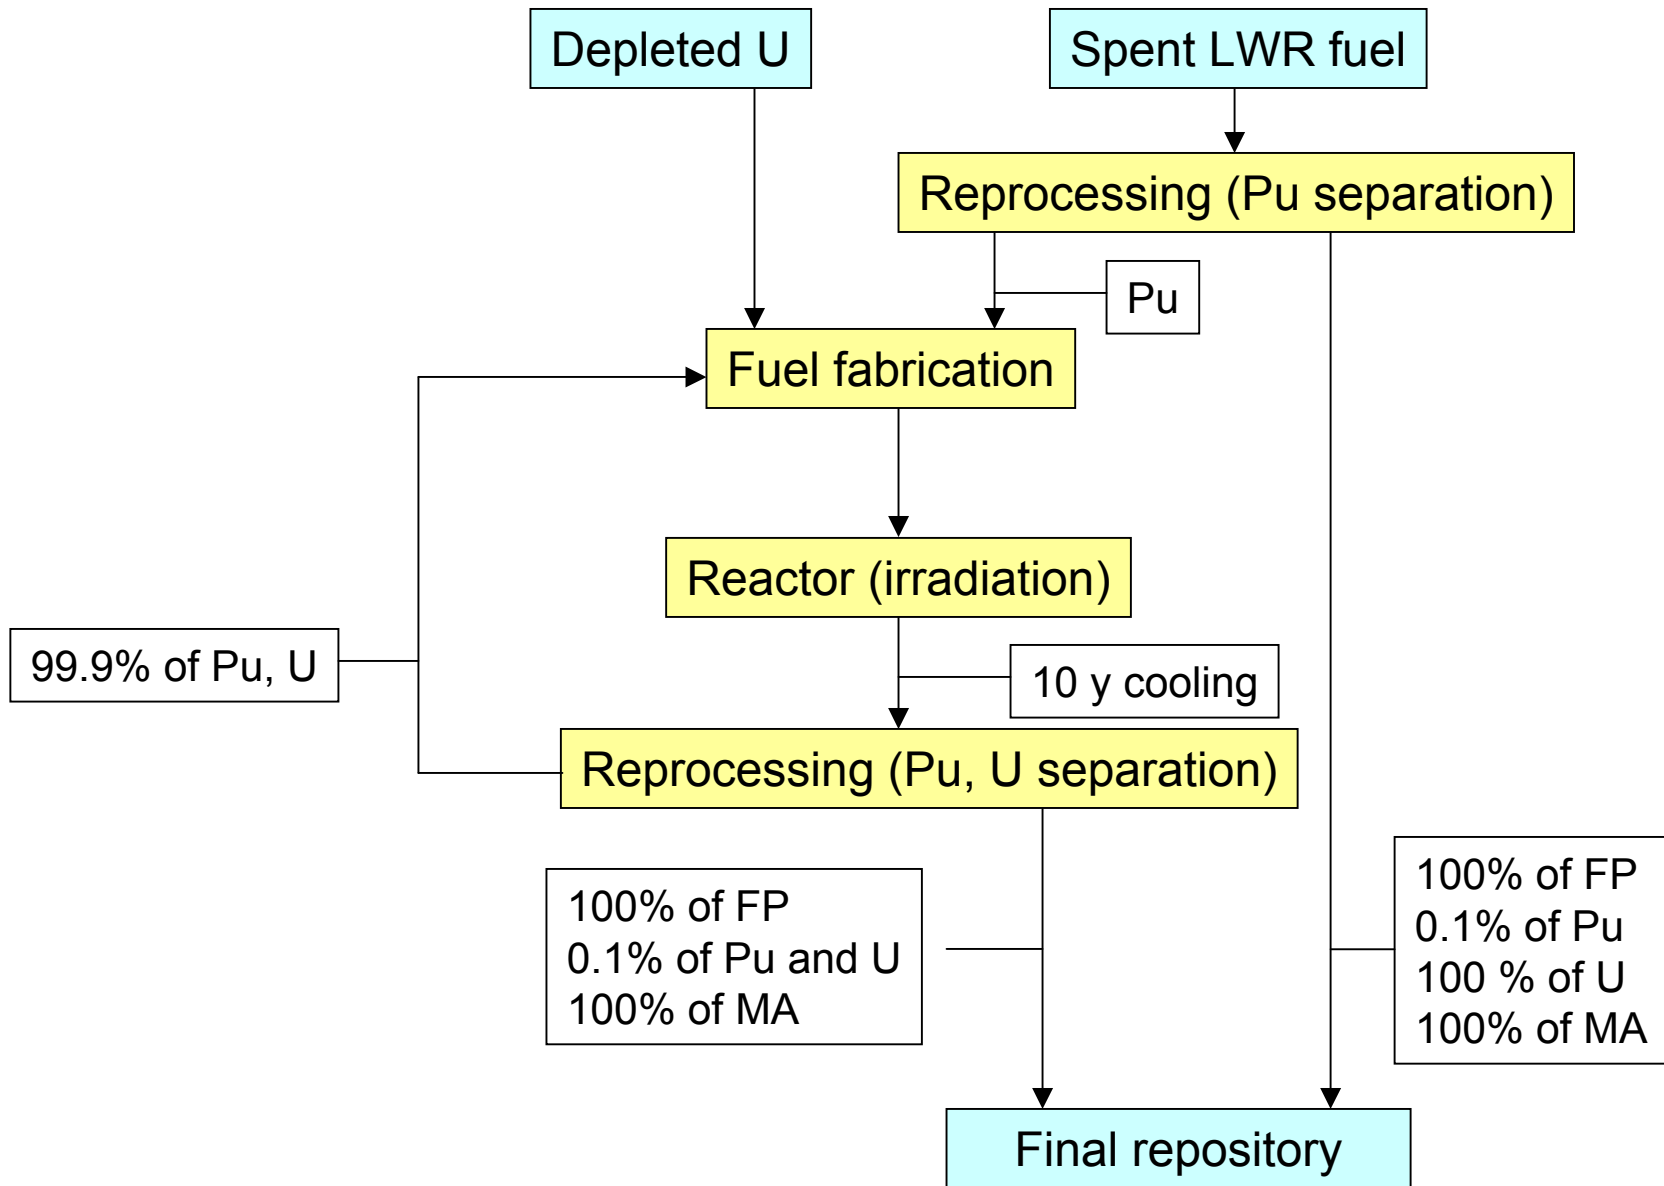 Depleted U
Spent LWR fuel
Reprocessing (Pu separation)
Pu
Fuel fabrication
Reactor (irradiation)
99.9% of Pu, U
10 y cooling
Reprocessing (Pu, U separation)
100% of FP
0.1% of Pu and U
100% of MA
100% of FP
0.1% of Pu
100 % of U
100% of MA
Final repository